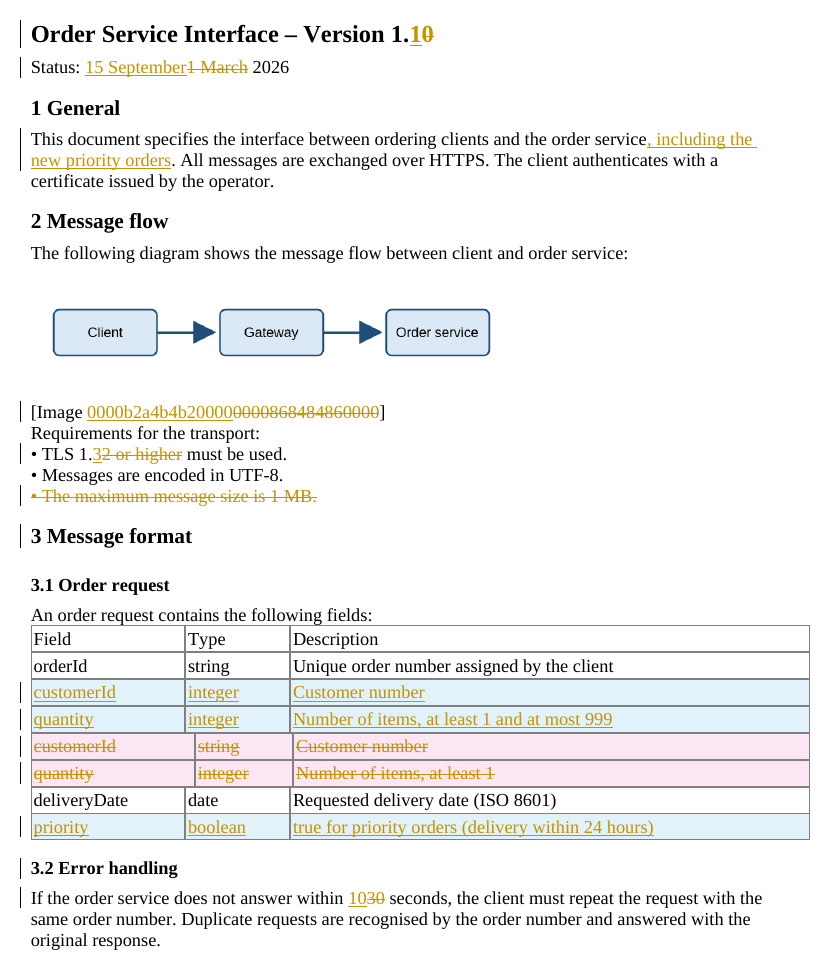 Order Service Interface – Version 1.10
Status: 15 September1 March 2026
1 General
This document specifies the interface between ordering clients and the order service, including the
new priority orders. All messages are exchanged over HTTPS. The client authenticates with a
certificate issued by the operator.
2 Message flow
The following diagram shows the message flow between client and order service:
Client Gateway Order service
[Image 0000b2a4b4b200000000868484860000]
Requirements for the transport:
• TLS 1.32 or higher must be used.
• Messages are encoded in UTF-8.
• The maximum message size is 1 MB.
3 Message format
3.1 Order request
An order request contains the following fields:
Field Type Description
orderId string Unique order number assigned by the client
customerId integer Customer number
quantity integer Number of items, at least 1 and at most 999
customerId string Customer number
quantity integer Number of items, at least 1
deliveryDate date Requested delivery date (ISO 8601)
priority boolean true for priority orders (delivery within 24 hours)
3.2 Error handling
If the order service does not answer within 1030 seconds, the client must repeat the request with the
same order number. Duplicate requests are recognised by the order number and answered with the
original response.